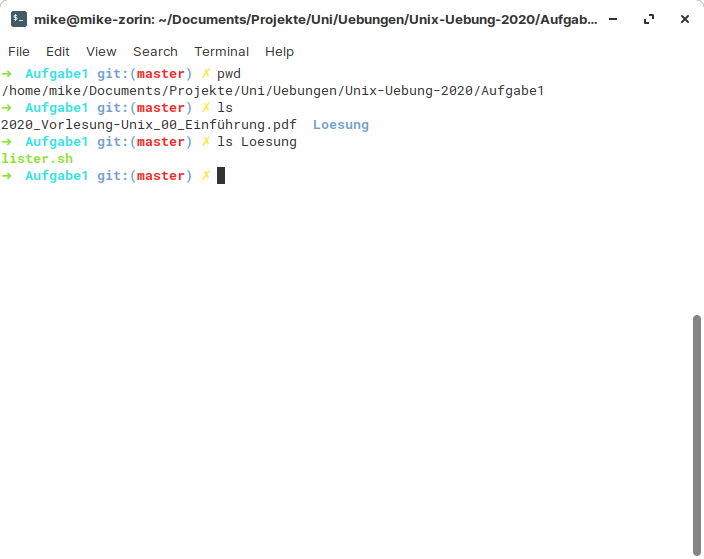 mike@mike-zorin: ~/Documents/Projekte/Uni/Uebungen/Unix-Uebung-2020/Aufgab...
File Edit View Search Terminal Help
➜ Aufgabe1 git:(master) ✗ pwd
/home/mike/Documents/Projekte/Uni/Uebungen/Unix-Uebung-2020/Aufgabe1
➜ Aufgabe1 git:(master) ✗ ls
2020_Vorlesung-Unix_00_Einführung.pdf Loesung
➜ Aufgabe1 git:(master) ✗ ls Loesung
lister.sh
➜ Aufgabe1 git:(master) ✗